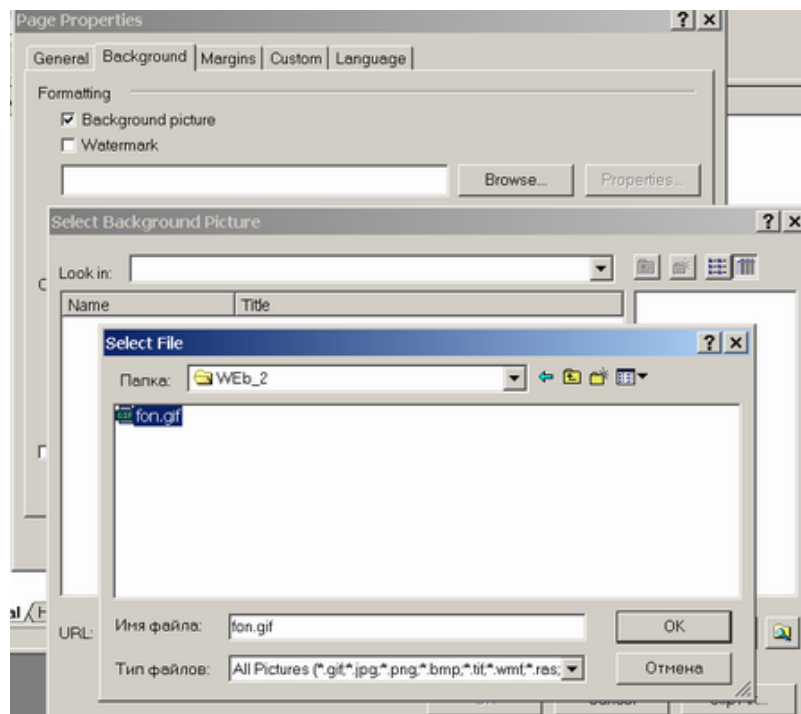 Page Properties
General Background Margins Custom Language
Formatting
Background picture
Watermark
Browse... Properties...
Select Background Picture
Look in:
Name Title
Select File
Папка: WEb_2
fon.gif
Имя файла: fon.gif OK
URL:
Тип файлов: All Pictures (*.gif,*.jpg,*.png,*.bmp,*.tif,*.wmf,*.ras; Отмена